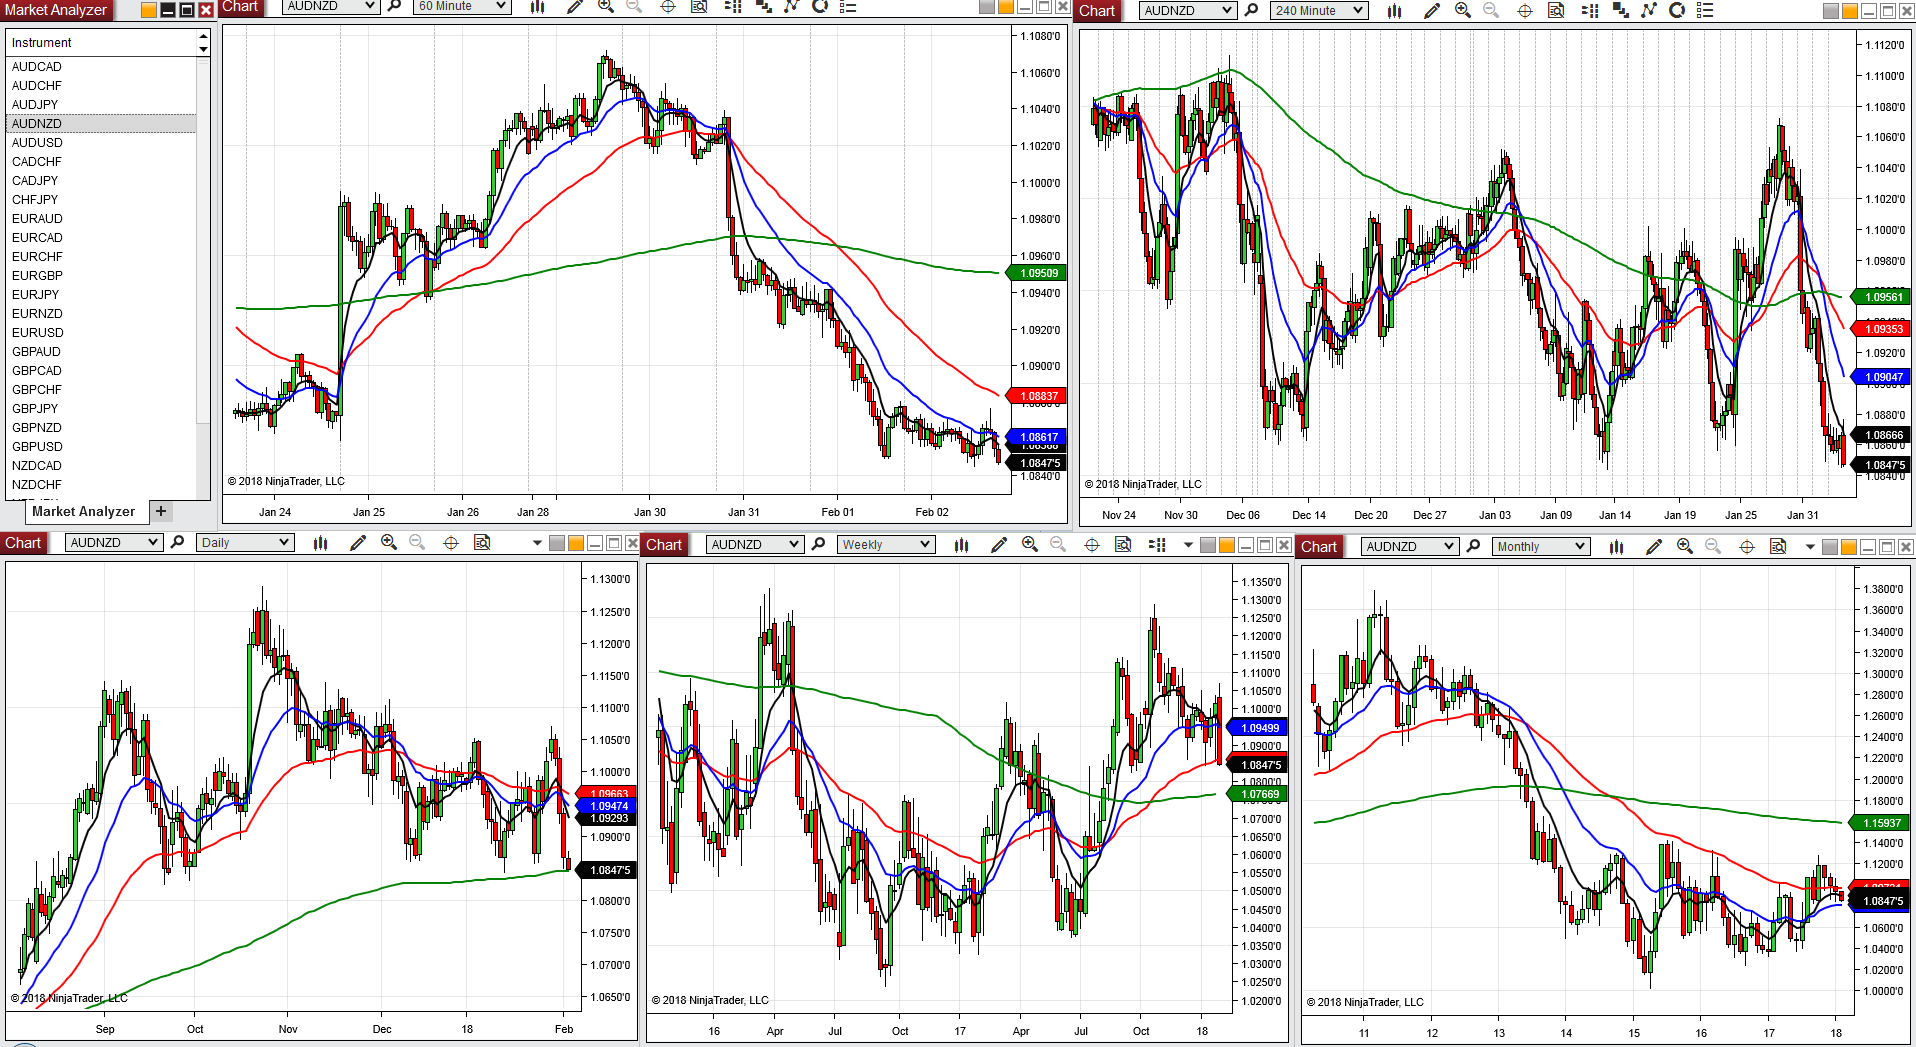 Market Analyzer
Instrument
AUDCAD
AUDCHF
AUDJPY
AUDNZD
AUDUSD
CADCHF
CADJPY
CHFJPY
EURAUD
EURCAD
EURCHF
EURGBP
EURJPY
EURNZD
EURUSD
GBPAUD
GBPCAD
GBPCHF
GBPJPY
GBPNZD
GBPUSD
NZDCAD
NZDCHF
Market Analyzer +
Chart AUDNZD 60 Minute
1.1080'0
1.1060'0
1.1040'0
1.1020'0
1.1000'0
1.0980'0
1.0960'0
1.09509
1.0940'0
1.0920'0
1.0900'0
1.08837
1.08617
1.0847'5
1.0840'0
© 2018 NinjaTrader, LLC
Jan 24 Jan 25 Jan 26 Jan 28 Jan 30 Jan 31 Feb 01 Feb 02
Chart AUDNZD 240 Minute
1.1120'0
1.1100'0
1.1080'0
1.1060'0
1.1040'0
1.1020'0
1.1000'0
1.0980'0
1.09561
1.09353
1.0920'0
1.09047
1.0880'0
1.08666
1.0847'5
1.0840'0
© 2018 NinjaTrader, LLC
Nov 24 Nov 30 Dec 06 Dec 14 Dec 20 Dec 27 Jan 03 Jan 09 Jan 14 Jan 19 Jan 25 Jan 31
Chart AUDNZD Daily
1.1300'0
1.1250'0
1.1200'0
1.1150'0
1.1100'0
1.1050'0
1.1000'0
1.09663
1.09474
1.09293
1.0900'0
1.0847'5
1.0800'0
1.0750'0
1.0700'0
1.0650'0
© 2018 NinjaTrader, LLC
Sep Oct Nov Dec 18 Feb
Chart AUDNZD Weekly
1.1350'0
1.1300'0
1.1250'0
1.1200'0
1.1150'0
1.1100'0
1.1050'0
1.1000'0
1.09499
1.0900'0
1.0847'5
1.0800'0
1.07669
1.0700'0
1.0650'0
1.0600'0
1.0550'0
1.0500'0
1.0450'0
1.0400'0
1.0350'0
1.0300'0
1.0250'0
1.0200'0
© 2018 NinjaTrader, LLC
16 Apr Jul Oct 17 Apr Jul Oct 18
Chart AUDNZD Monthly
1.3800'0
1.3600'0
1.3400'0
1.3200'0
1.3000'0
1.2800'0
1.2600'0
1.2400'0
1.2200'0
1.2000'0
1.1800'0
1.15937
1.1400'0
1.1200'0
1.0847'5
1.0600'0
1.0400'0
1.0200'0
1.0000'0
© 2018 NinjaTrader, LLC
11 12 13 14 15 16 17 18